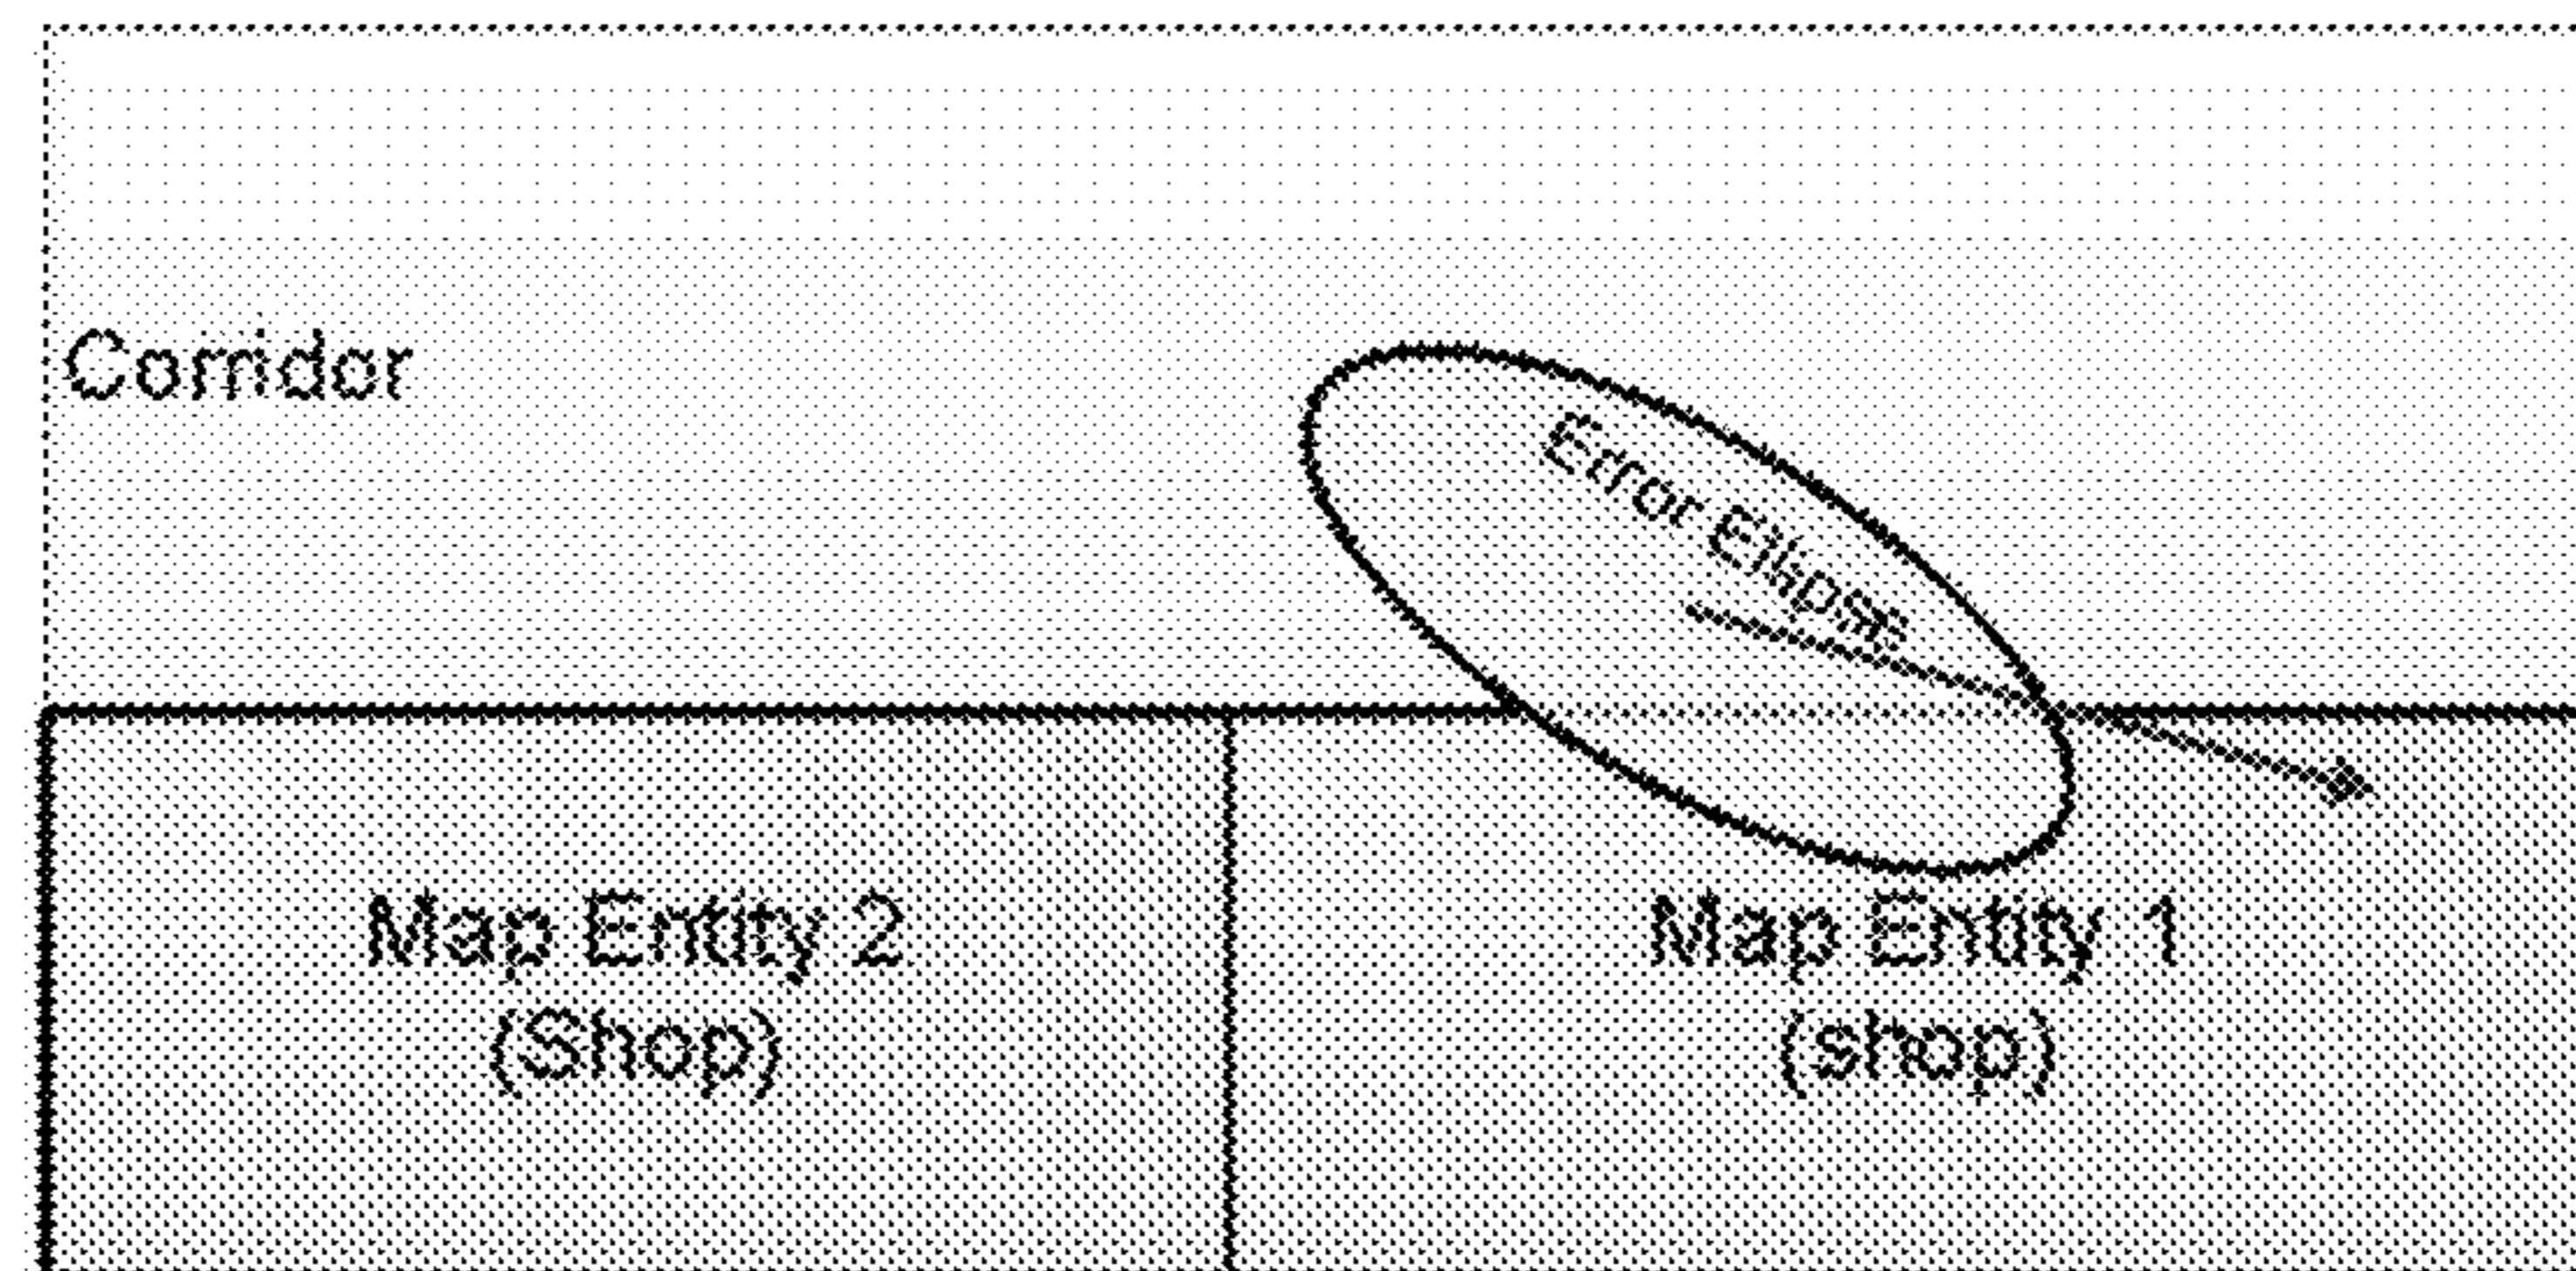 Corridor
Error Ellipse
Map Entity 2
(Shop)
Map Entity 1
(shop)